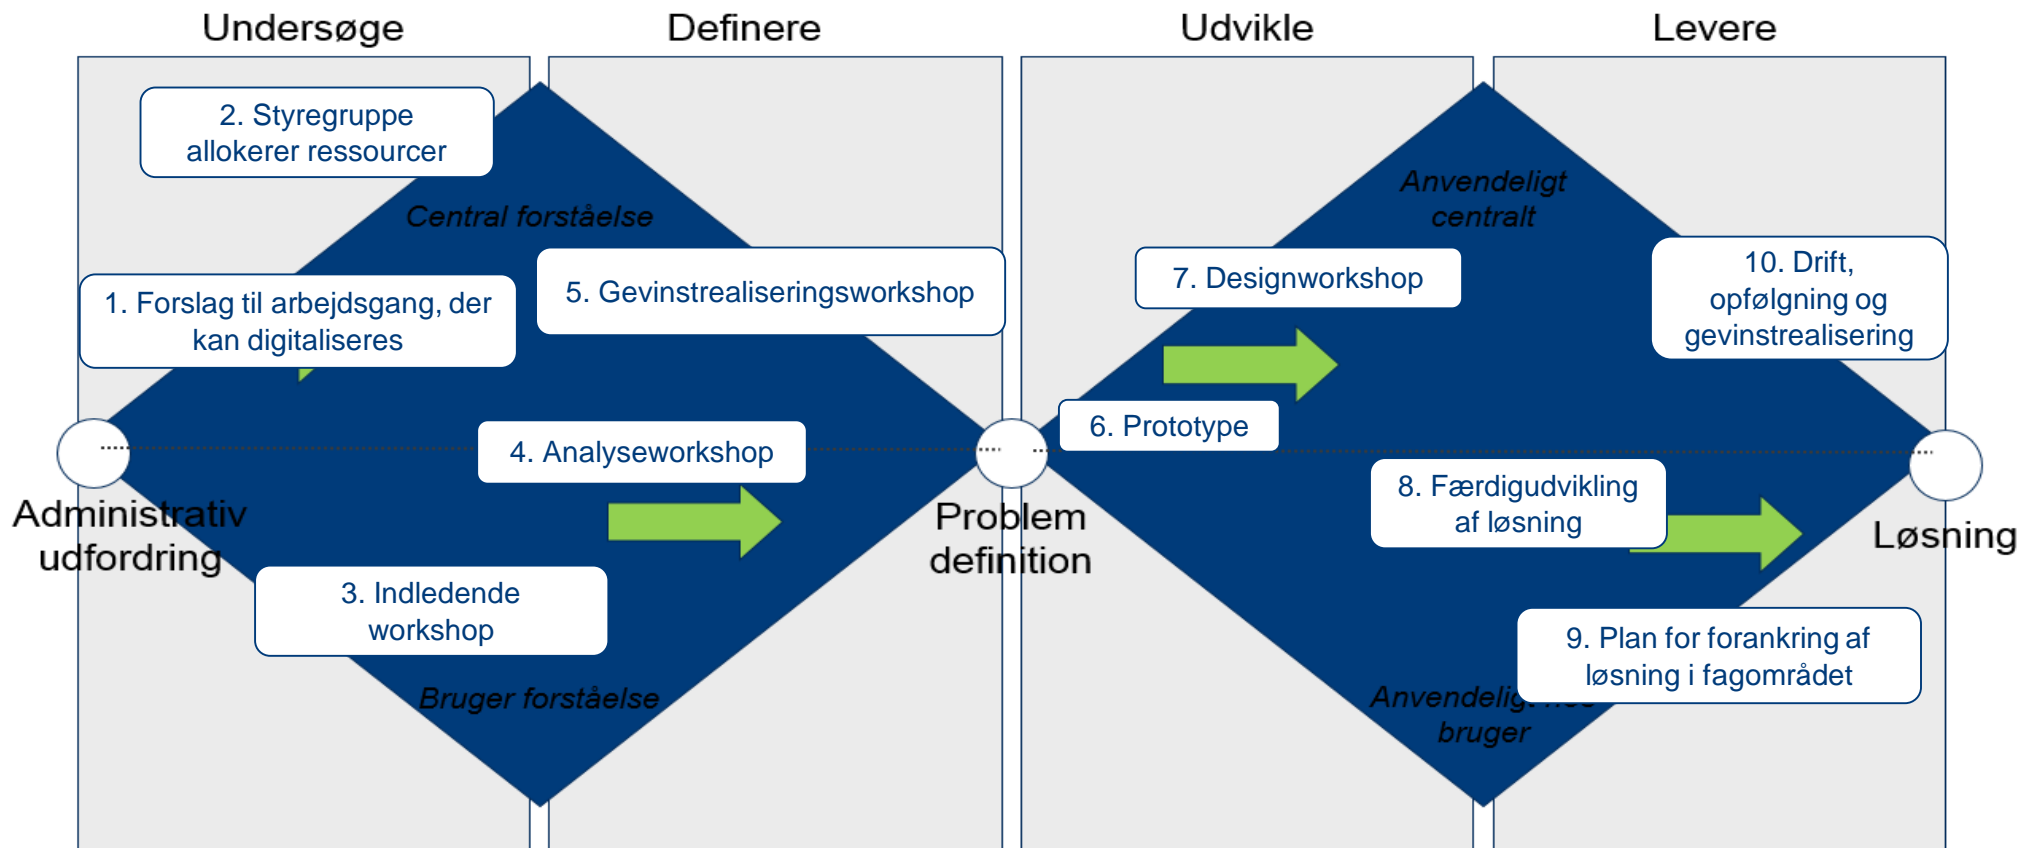 Undersøge
Definere
Udvikle
Levere
2. Styregruppe
allokerer ressourcer
Central forståelse
1. Forslag til arbejdsgang, der
kan digitaliseres
5. Gevinstrealiseringsworkshop
4. Analyseworkshop
3. Indledende
workshop
Bruger forståelse
Administrativ
udfordring
Problem
definition
Anvendeligt
centralt
7. Designworkshop
10. Drift,
opfølgning og
gevinstrealisering
6. Prototype
8. Færdigudvikling
af løsning
9. Plan for forankring af
løsning i fagområdet
bruger
Løsning